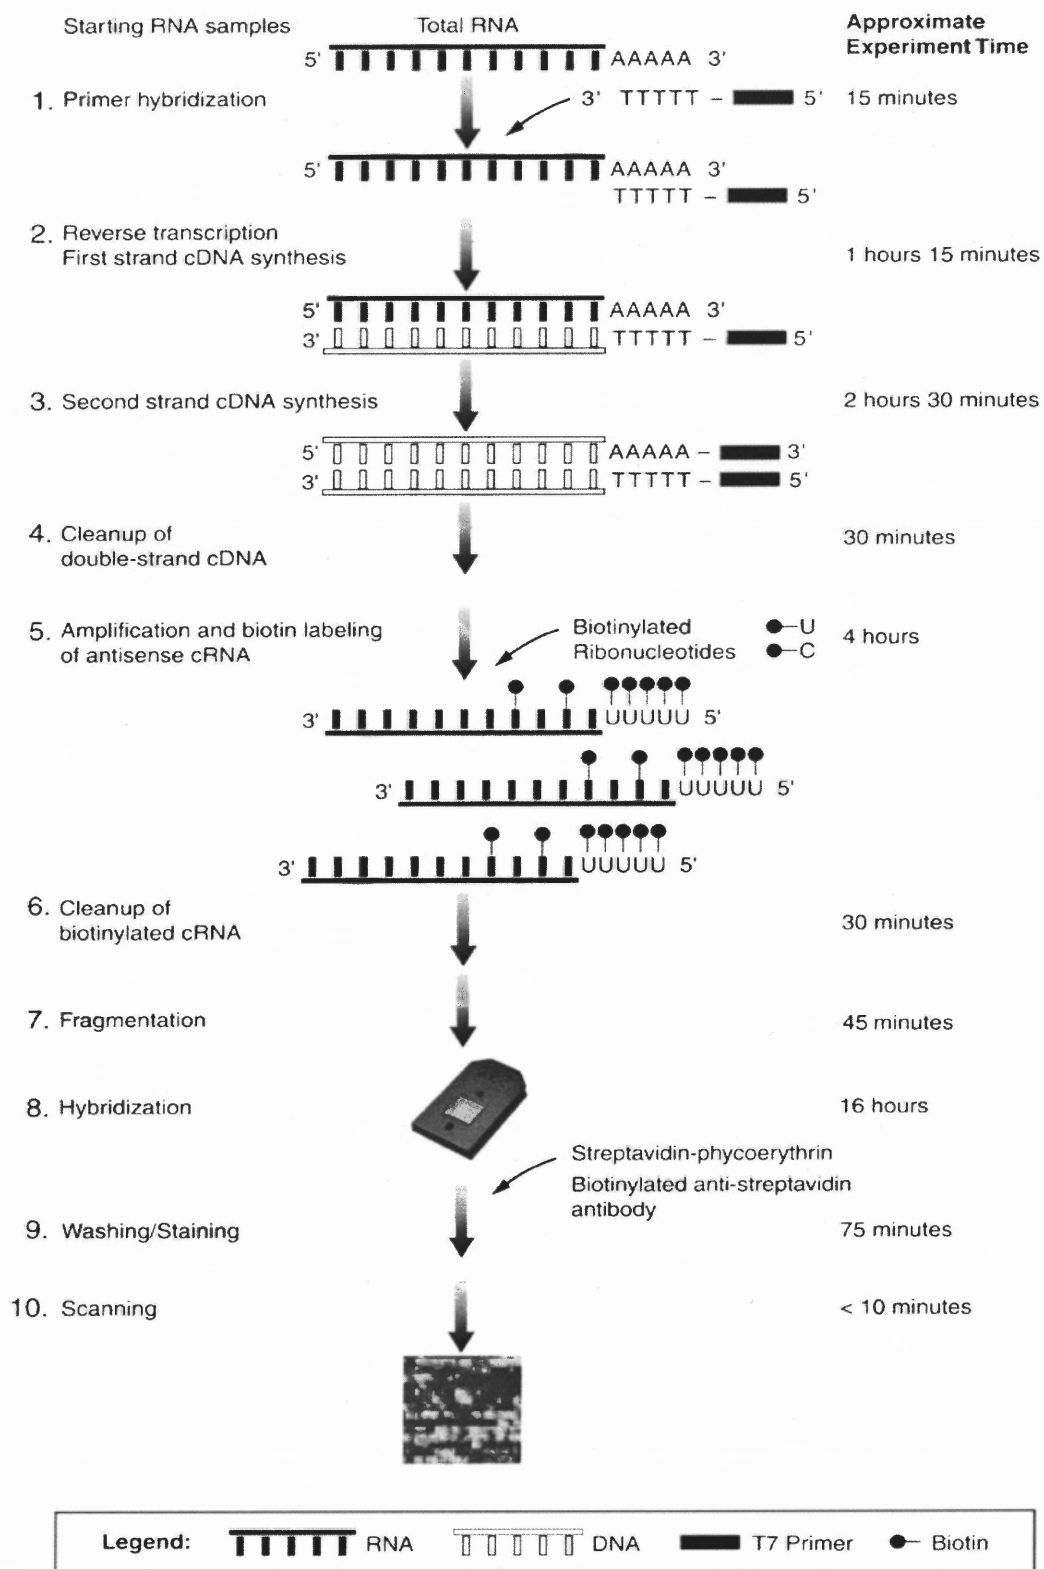 Starting RNA samples
Total RNA
Approximate
Experiment Time
5' AAAAA 3'
1. Primer hybridization
3' TTTTT – 5'
15 minutes
5' AAAAA 3'
TTTTT – 5'
2. Reverse transcription
First strand cDNA synthesis
1 hours 15 minutes
5' AAAAA 3'
3' TTTTT – 5'
3. Second strand cDNA synthesis
2 hours 30 minutes
5' AAAAA – 3'
3' TTTTT – 5'
4. Cleanup of
double-strand cDNA
30 minutes
5. Amplification and biotin labeling
of antisense cRNA
Biotinylated
Ribonucleotides
U
C
4 hours
3' UUUUU 5'
3' UUUUU 5'
3' UUUUU 5'
6. Cleanup of
biotinylated cRNA
30 minutes
7. Fragmentation
45 minutes
8. Hybridization
16 hours
Streptavidin-phycoerythrin
Biotinylated anti-streptavidin
antibody
9. Washing/Staining
75 minutes
10. Scanning
< 10 minutes
Legend: RNA DNA T7 Primer Biotin